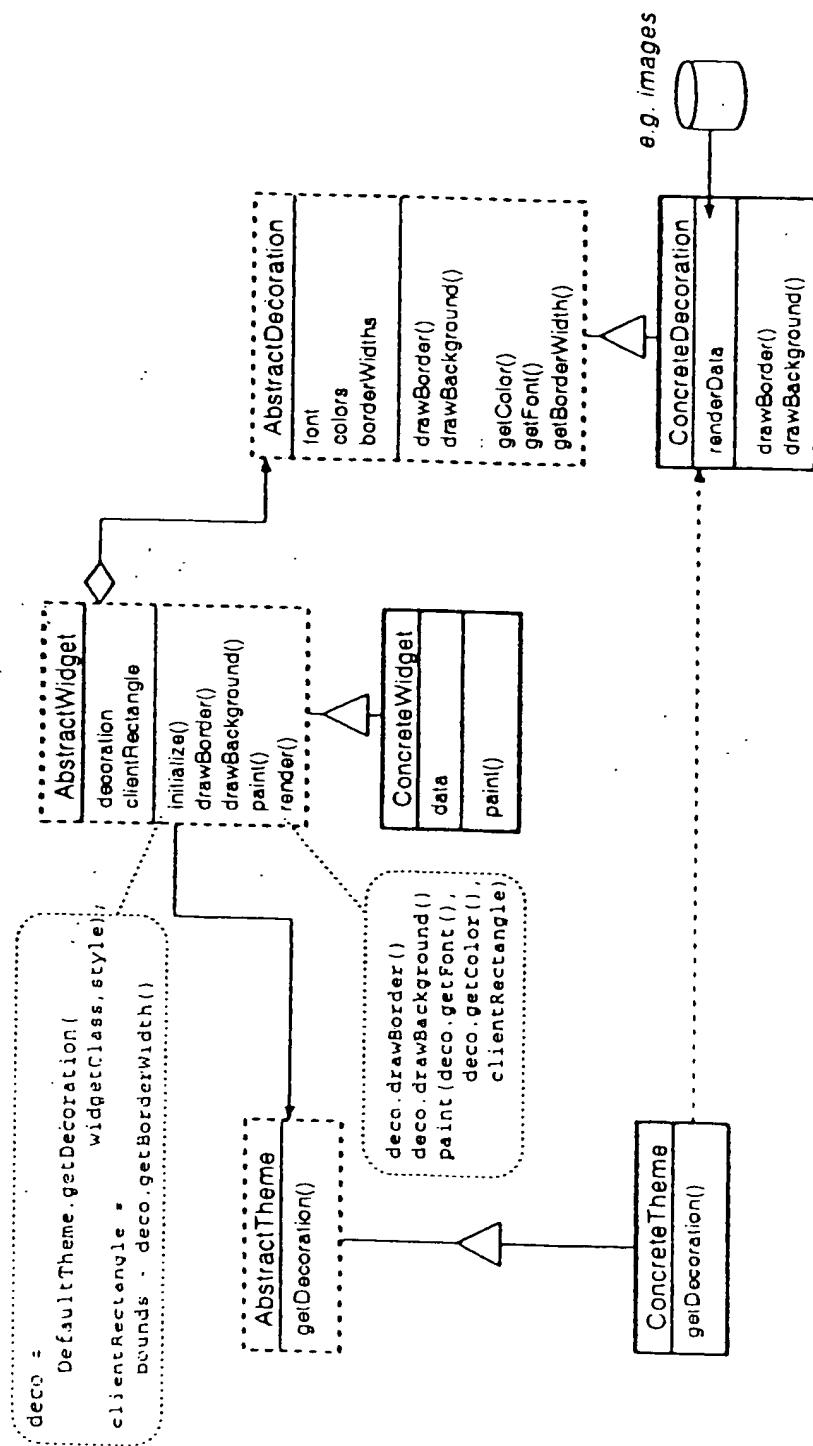 deco =
DefaultTheme.getDecoration(
widgetClass,style);
clientRectangle =
bounds - deco.getBorderWidth()
AbstractWidget
decoration
clientRectangle
initialize()
drawBorder()
drawBackground()
paint()
render()
AbstractDecoration
font
colors
borderWidths
drawBorder()
drawBackground()
getColor()
getFont()
getBorderWidth()
AbstractTheme
getDecoration()
deco.drawBorder()
deco.drawBackground()
paint(deco.getFont(),
deco.getColor(),
clientRectangle)
ConcreteWidget
data
paint()
e.g. images
ConcreteTheme
getDecoration()
ConcreteDecoration
renderData
drawBorder()
drawBackground()